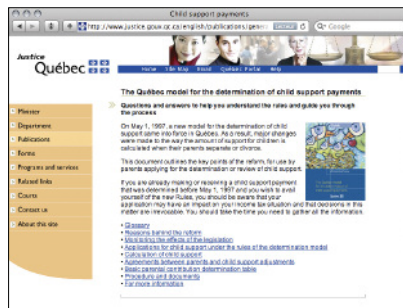 Child support payments
http://www.justice.gouv.qc.ca/english/publications/gener
Google
Justice
Québec
Home Site Map Email Québec Portal Help
The Québec model for the determination of child support payments
Questions and answers to help you understand the rules and guide you through
the process
Minister
Department
Publications
Forms
Programs and services
Related links
Courts
Contact us
About this site
On May 1, 1997, a new model for the determination of child
support came into force in Québec. As a result, major changes
were made to the way the amount of support for children is
calculated when their parents separate or divorce.
This document outlines the key points of the reform, for use by
parents applying for the determination or review of child support.
If you are already making or receiving a child support payment
that was determined before May 1, 1997 and you wish to avail
yourself of the new Rules, you should be aware that your
application may have an impact on your income tax situation and that decisions in this
matter are irrevocable. You should take the time you need to gather all the information.
• Glossary
• Reasons behind the reform
• Monitoring the effects of the legislation
• Applications for child support under the rules of the determination model
• Calculation of child support
• Agreements between parents and child support adjustments
• Basic parental contribution determination table
• Procedure and documents
• For more information